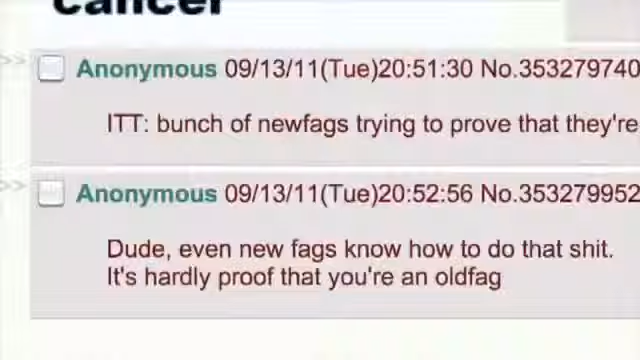 cancer
>> Anonymous 09/13/11(Tue)20:51:30 No.353279740
ITT: bunch of newfags trying to prove that they're
>> Anonymous 09/13/11(Tue)20:52:56 No.353279952
Dude, even new fags know how to do that shit.
It's hardly proof that you're an oldfag